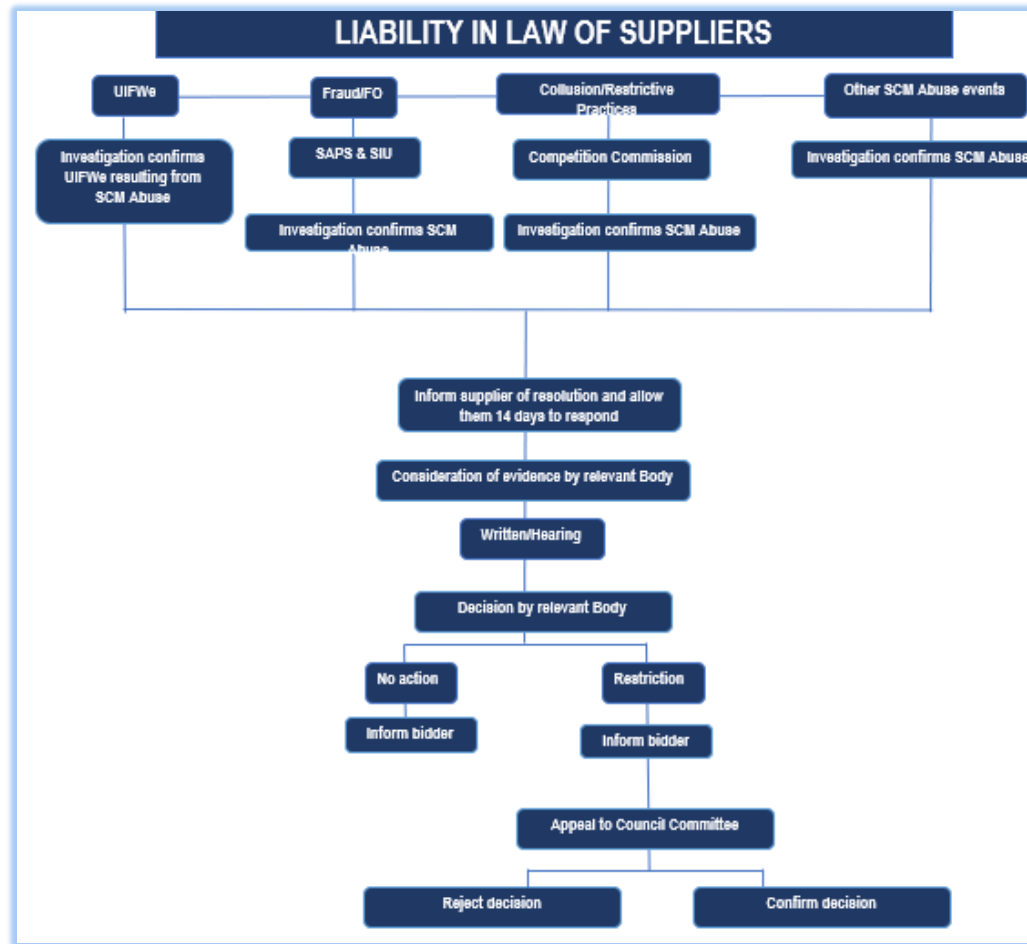 LIABILITY IN LAW OF SUPPLIERS
UIFWe
Fraud/FO
Collusion/Restrictive
Practices
Other SCM Abuse events
Investigation confirms
UIFWe resulting from
SCM Abuse
SAPS & SIU
Competition Commission
Investigation confirms SCM Abuse
Investigation confirms SCM
Abuse
Investigation confirms SCM Abuse
Inform supplier of resolution and allow
them 14 days to respond
Consideration of evidence by relevant Body
Written/Hearing
Decision by relevant Body
No action
Restriction
Inform bidder
Inform bidder
Appeal to Council Committee
Reject decision
Confirm decision